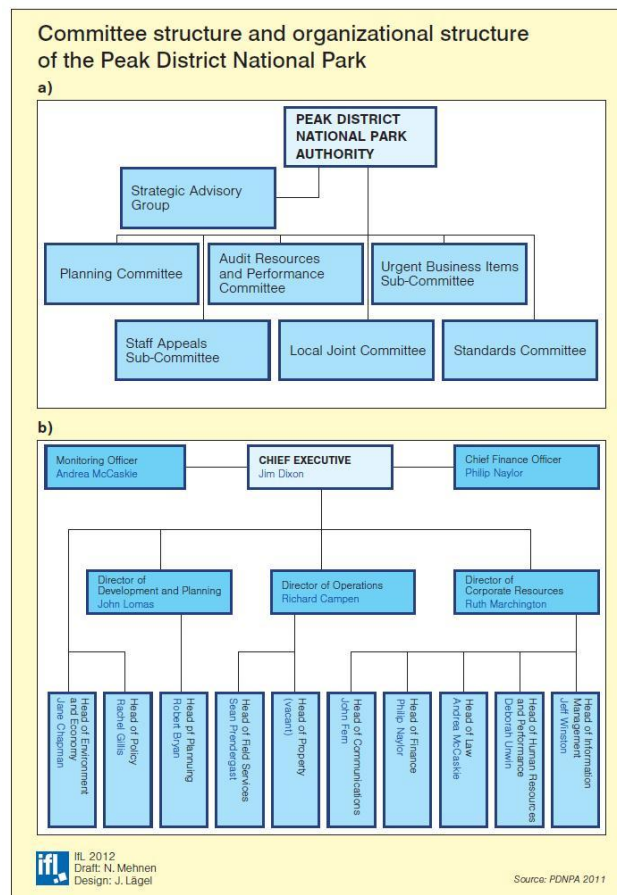 Committee structure and organizational structure
of the Peak District National Park
a)
PEAK DISTRICT
NATIONAL PARK
AUTHORITY
Strategic Advisory
Group
Planning Committee
Audit Resources
and Performance
Committee
Urgent Business Items
Sub-Committee
Staff Appeals
Sub-Committee
Local Joint Committee
Standards Committee
b)
Monitoring Officer
Andrea McCaskie
CHIEF EXECUTIVE
Jim Dixon
Chief Finance Officer
Philip Naylor
Director of
Development and Planning
John Lomas
Director of Operations
Richard Campen
Director of
Corporate Resources
Ruth Marchington
Head of Environment
and Economy
Jane Chapman
Head of Policy
Rachel Gillis
Head pf Planning
Robert Bryan
Head of Field Services
Sean Prendergast
Head of Property
(vacant)
Head of Communications
John Fern
Head of Finance
Philip Naylor
Head of Law
Andrea McCaskie
Head of Human Resources
and Performance
Deborah Unwin
Head of Information
Management
Jeff Winston
ifl
IfL 2012
Draft: N. Mehnen
Design: J. Lägel
Source: PDNPA 2011